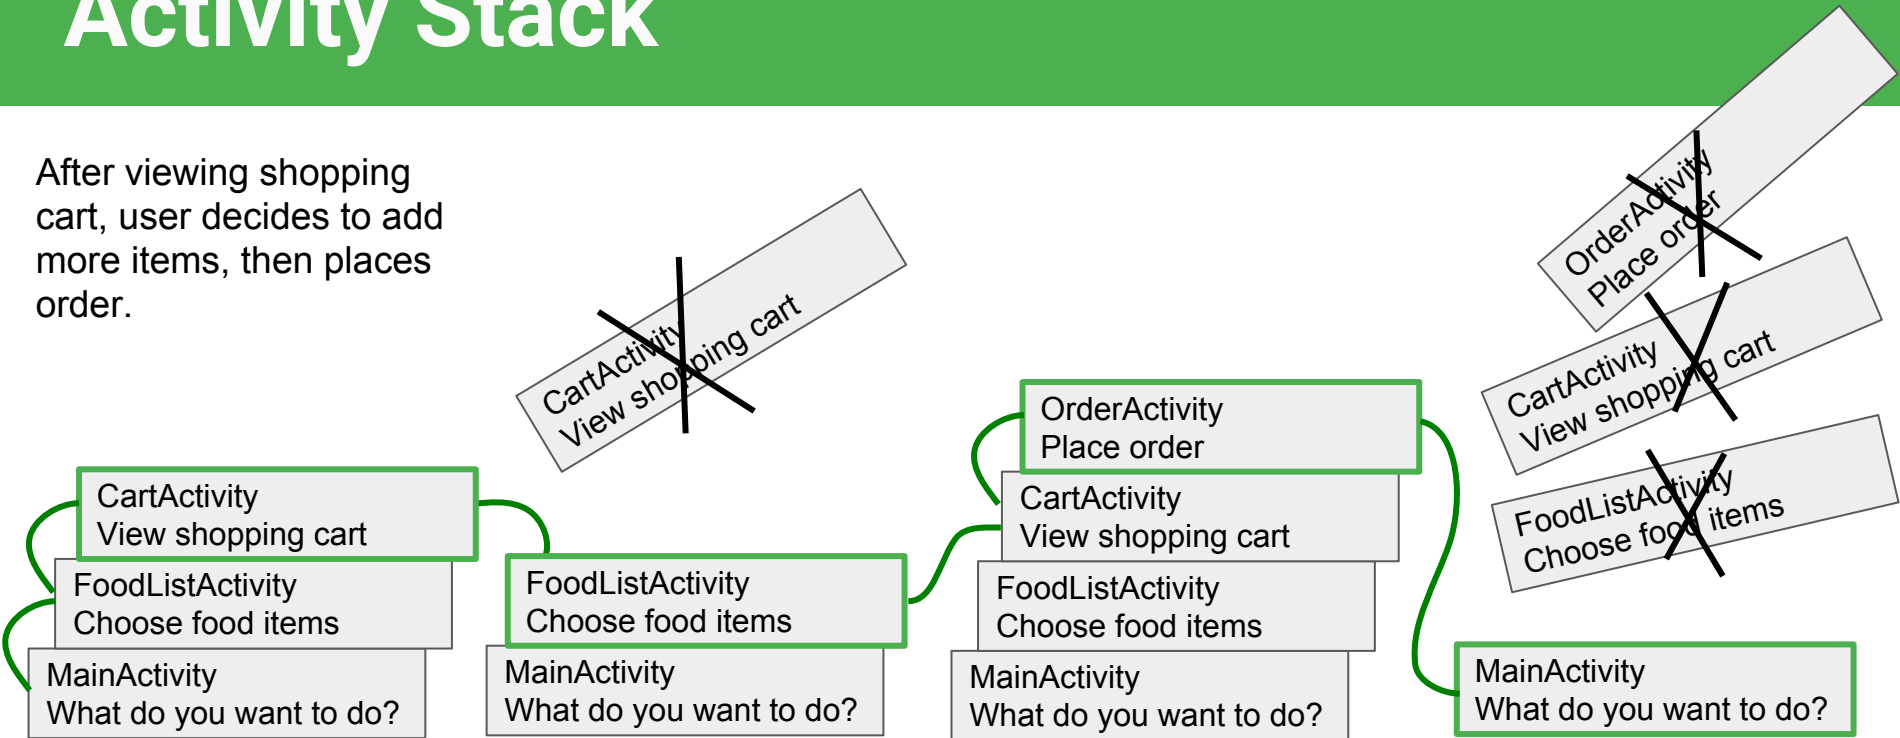 Activity Stack
After viewing shopping
cart, user decides to add
more items, then places
order.
CartActivity
View shopping cart
FoodListActivity
Choose food items
MainActivity
What do you want to do?
CartActivity
View shopping cart
FoodListActivity
Choose food items
MainActivity
What do you want to do?
OrderActivity
Place order
CartActivity
View shopping cart
FoodListActivity
Choose food items
MainActivity
What do you want to do?
OrderActivity
Place order
CartActivity
View shopping cart
FoodListActivity
Choose food items
MainActivity
What do you want to do?